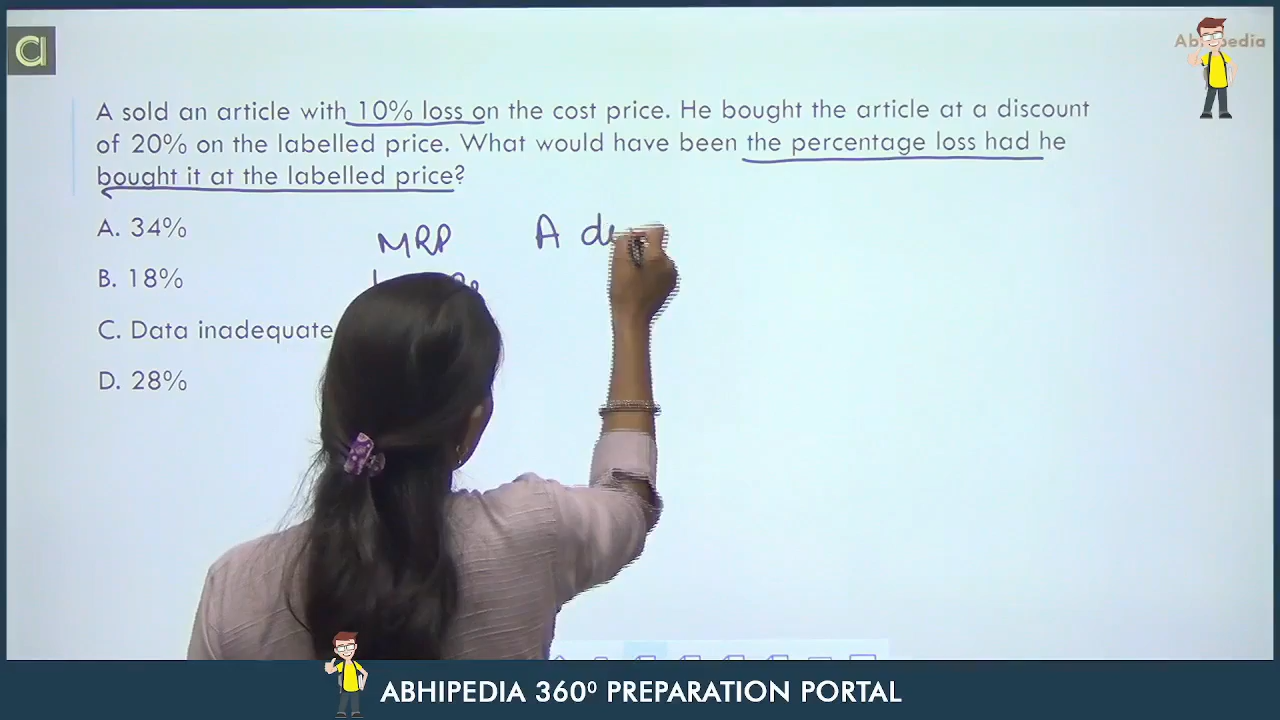 Abhipedia
A sold an article with 10% loss on the cost price. He bought the article at a discount
of 20% on the labelled price. What would have been the percentage loss had he
bought it at the labelled price?
A. 34%
MRP A
B. 18%
C. Data inadequate
D. 28%
ABHIPEDIA 360⁰ PREPARATION PORTAL